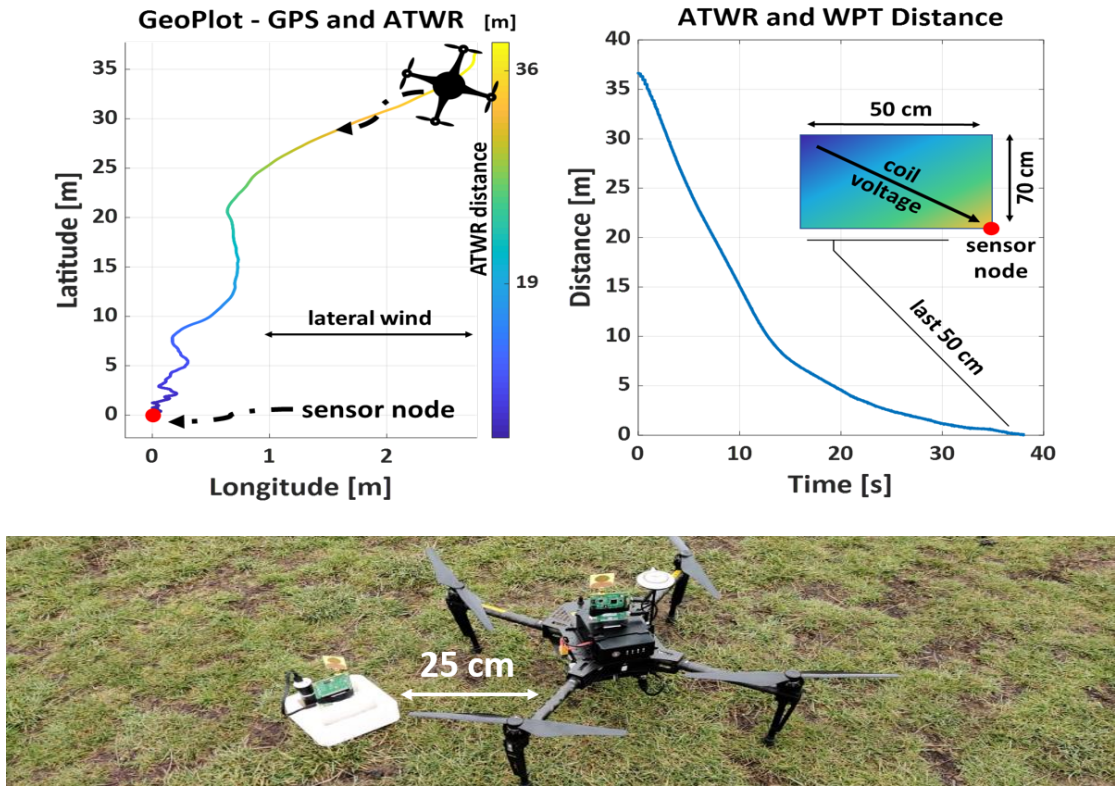 GeoPlot - GPS and ATWR
[m]
35
30
25
20
15
10
5
0
Latitude [m]
0
1
2
Longitude [m]
36
19
ATWR distance
lateral wind
sensor node
ATWR and WPT Distance
40
35
30
25
20
15
10
5
0
Distance [m]
0
10
20
30
40
Time [s]
50 cm
70 cm
coil
voltage
sensor
node
last 50 cm
25 cm